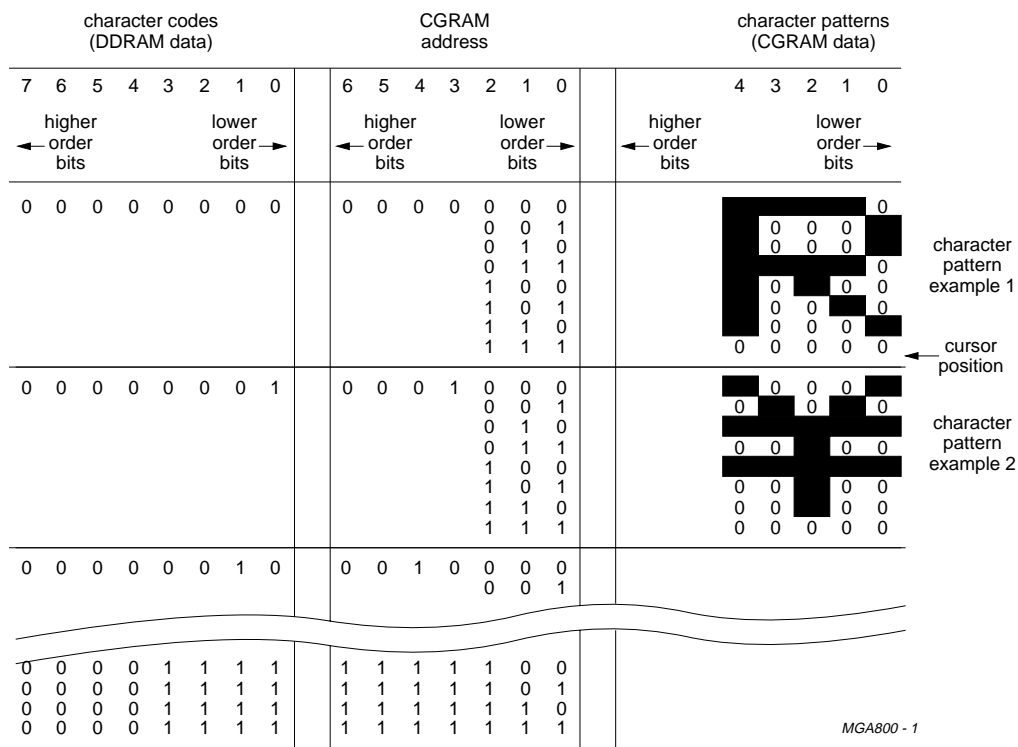 character codes
(DDRAM data)
CGRAM
address
character patterns
(CGRAM data)
7 6 5 4 3 2 1 0 6 5 4 3 2 1 0 4 3 2 1 0
higher
order
bits
lower
order
bits
higher
order
bits
lower
order
bits
higher
order
bits
lower
order
bits
0 0 0 0 0 0 0 0 0 0 0 0 0 0 0 0
0 0 1 0 0 0
0 1 0 0 0 0
0 1 1 0
1 0 0 0 0 0
1 0 1 0 0 0
1 1 0 0 0 0
1 1 1 0 0 0 0 0
character
pattern
example 1
cursor
position
0 0 0 0 0 0 0 1 0 0 0 1 0 0 0 0 0 0
0 0 1 0 0 0
0 1 0
0 1 1 0 0 0 0
1 0 0
1 0 1 0 0 0 0
1 1 0 0 0 0 0
1 1 1 0 0 0 0 0
character
pattern
example 2
0 0 0 0 0 0 1 0 0 0 1 0 0 0 0
0 0 1
0 0 0 0 1 1 1 1 1 1 1 1 1 0 0
0 0 0 0 1 1 1 1 1 1 1 1 1 0 1
0 0 0 0 1 1 1 1 1 1 1 1 1 1 0
0 0 0 0 1 1 1 1 1 1 1 1 1 1 1
MGA800 - 1